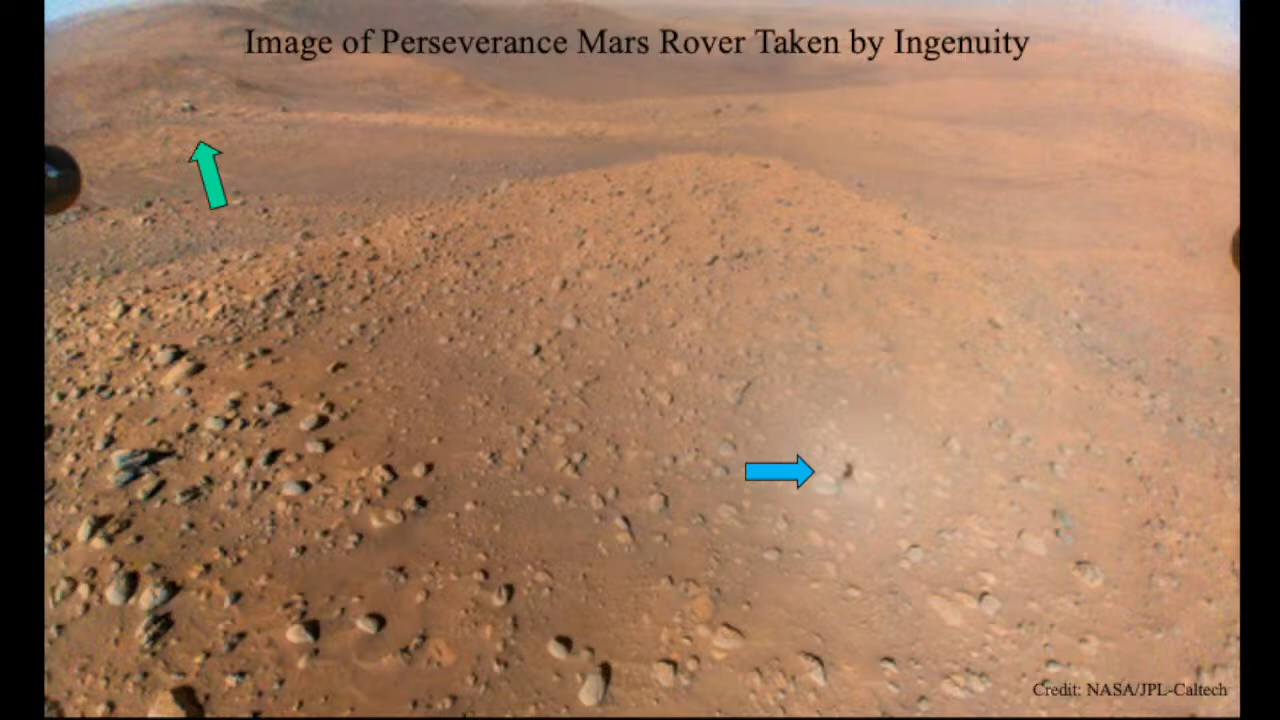 Image of Perseverance Mars Rover Taken by Ingenuity
Credit: NASA/JPL-Caltech